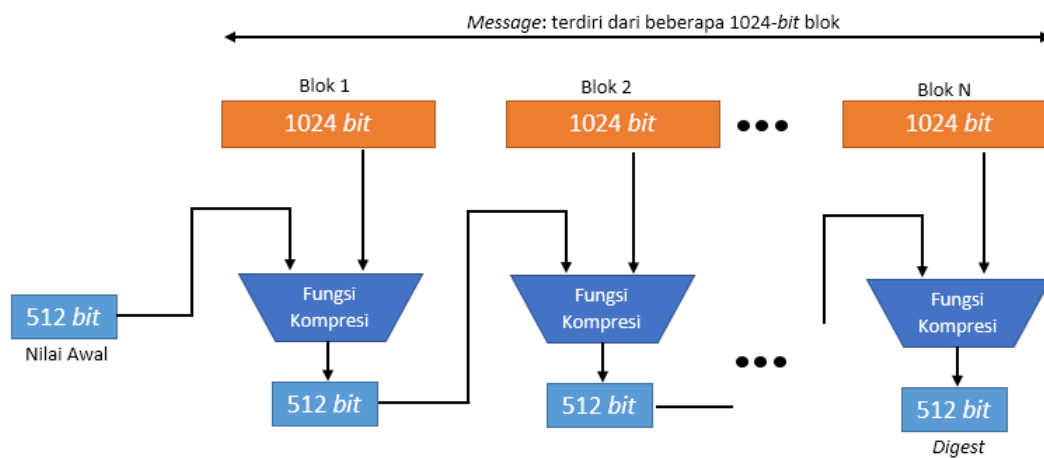 Message: terdiri dari beberapa 1024-bit blok
Blok 1
Blok 2
Blok N
1024 bit
1024 bit
1024 bit
Fungsi
Kompresi
Fungsi
Kompresi
Fungsi
Kompresi
512 bit
Nilai Awal
512 bit
512 bit
512 bit
Digest